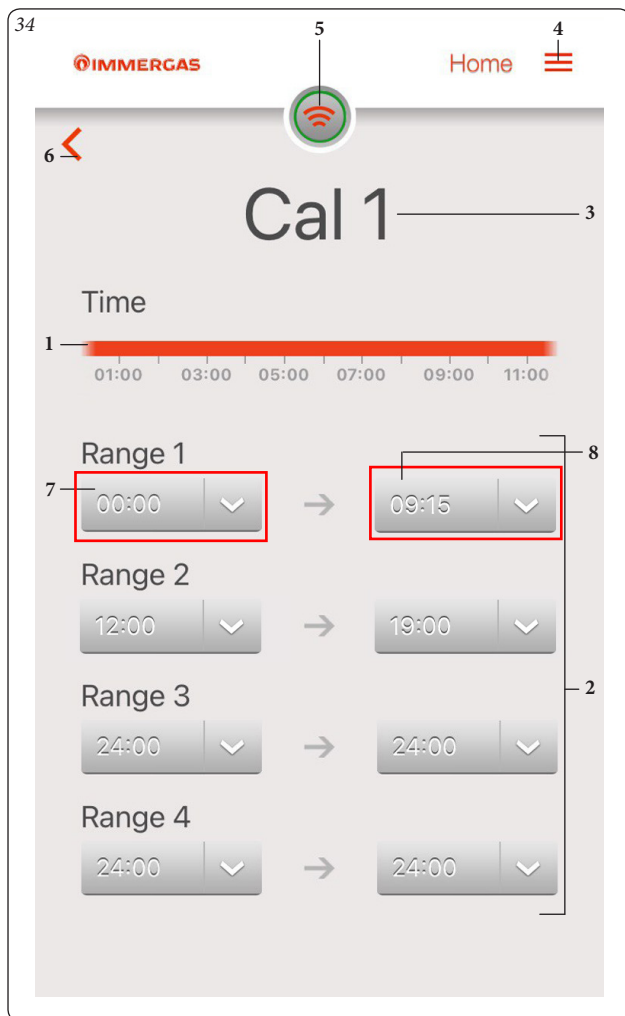 34
5
4
IMMERGAS
Home
6
Cal 1
3
Time
1
01:00 03:00 05:00 07:00 09:00 11:00
Range 1
8
7
00:00 → 09:15
Range 2
12:00 → 19:00
Range 3
2
24:00 → 24:00
Range 4
24:00 → 24:00